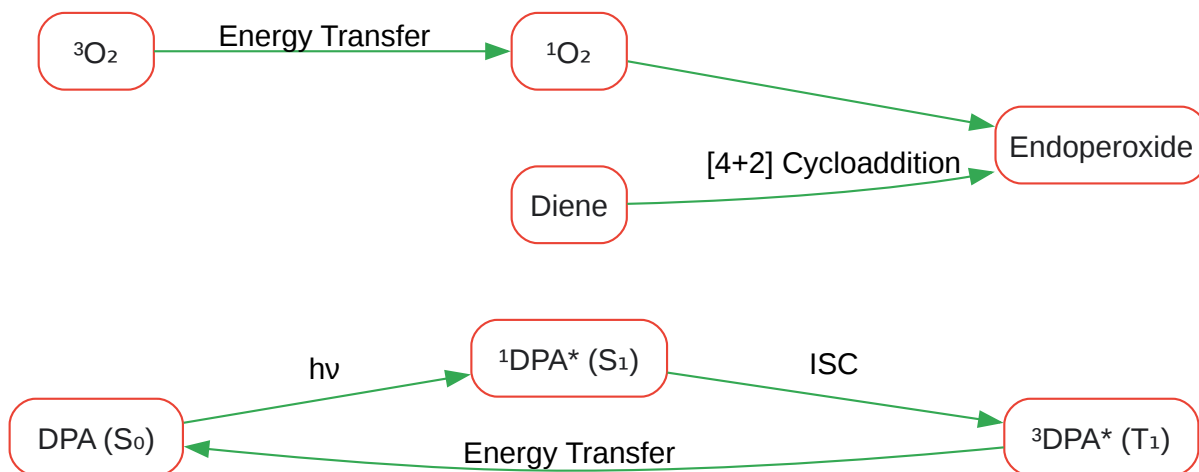 Energy Transfer
³O₂
¹O₂
Endoperoxide
[4+2] Cycloaddition
Diene
¹DPA* (S₁)
ISC
hν
DPA (S₀)
³DPA* (T₁)
Energy Transfer